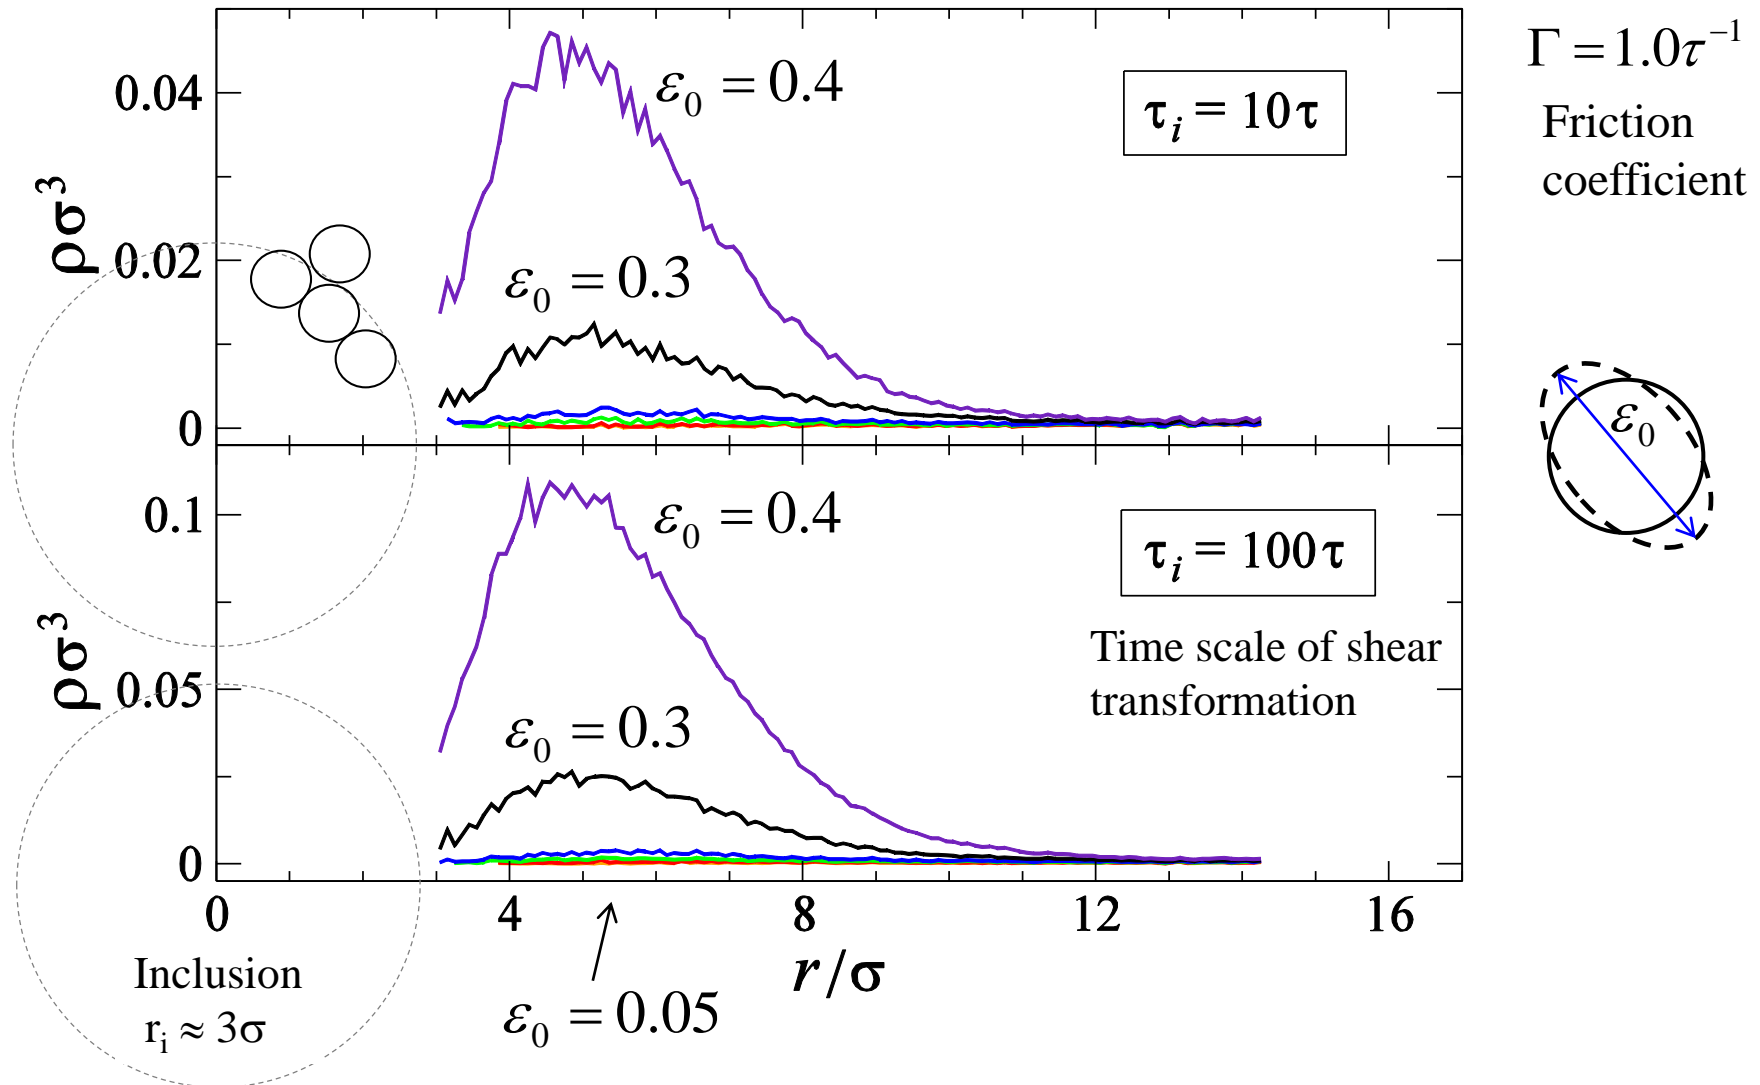 Γ = 1.0τ⁻¹
Friction
coefficient
ρσ³
0.04
0.02
0
ε₀ = 0.4
ε₀ = 0.3
τᵢ = 10τ
ε₀
ρσ³
0.1
0.05
0
ε₀ = 0.4
ε₀ = 0.3
τᵢ = 100τ
Time scale of shear
transformation
0 4 8 12 16
r/σ
ε₀ = 0.05
Inclusion
rᵢ ≈ 3σ